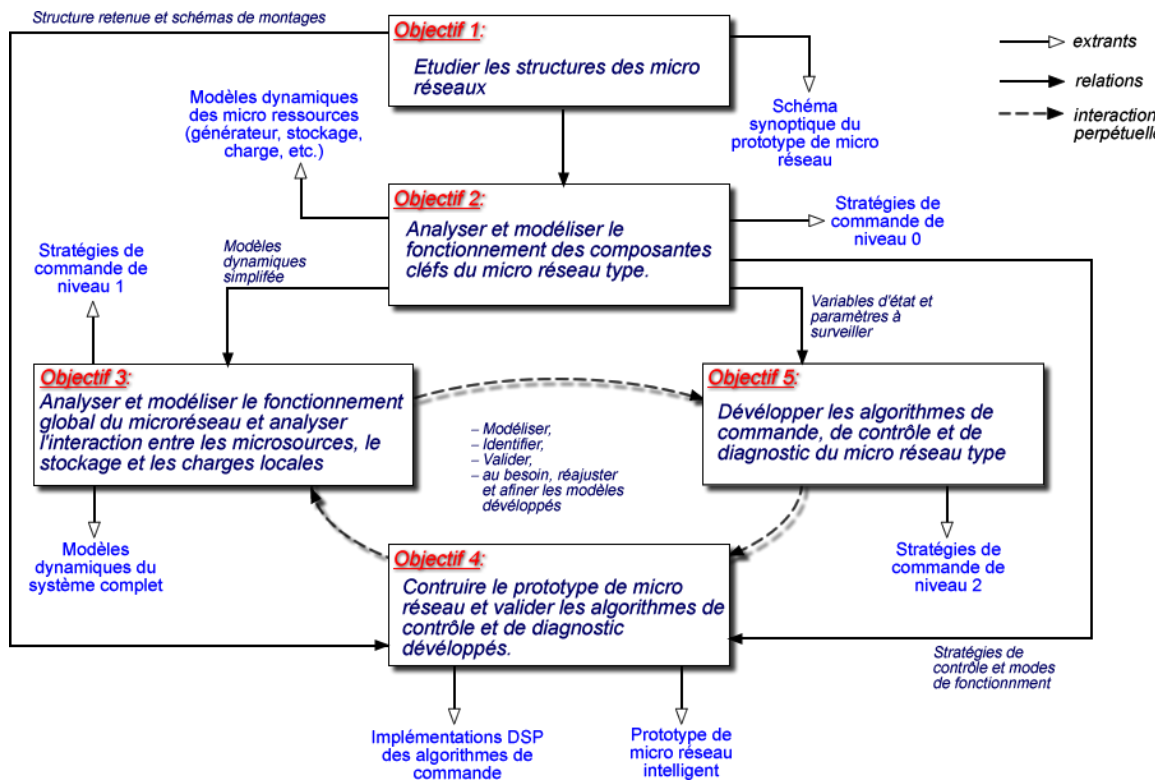 Structure retenue et schémas de montages
Objectif 1:
Etudier les structures des micro
réseaux
extrants
relations
interaction
perpétuelle
Modèles dynamiques
des micro ressources
(générateur, stockage,
charge, etc.)
Schéma
synoptique du
prototype de micro
réseau
Objectif 2:
Analyser et modéliser le
fonctionnement des composantes
cléfs du micro réseau type.
Stratégies de
commande de
niveau 0
Stratégies de
commande de
niveau 1
Modèles
dynamiques
simplifée
Variables d'état et
paramètres à
surveiller
Objectif 3:
Analyser et modéliser le fonctionnement
global du microréseau et analyser
l'interaction entre les microsources, le
stockage et les charges locales
Objectif 5:
Dévélopper les algorithmes de
commande, de contrôle et de
diagnostic du micro réseau type
– Modéliser,
– Identifier,
– Valider,
– au besoin, réajuster
et afiner les modèles
dévéloppés
Modèles
dynamiques du
système complet
Objectif 4:
Contruire le prototype de micro
réseau et valider les algorithmes de
contrôle et de diagnostic
dévéloppés.
Stratégies de
commande de
niveau 2
Stratégies de
contrôle et modes
de fonctionnment
Implémentations DSP
des algorithmes de
commande
Prototype de
micro réseau
intelligent